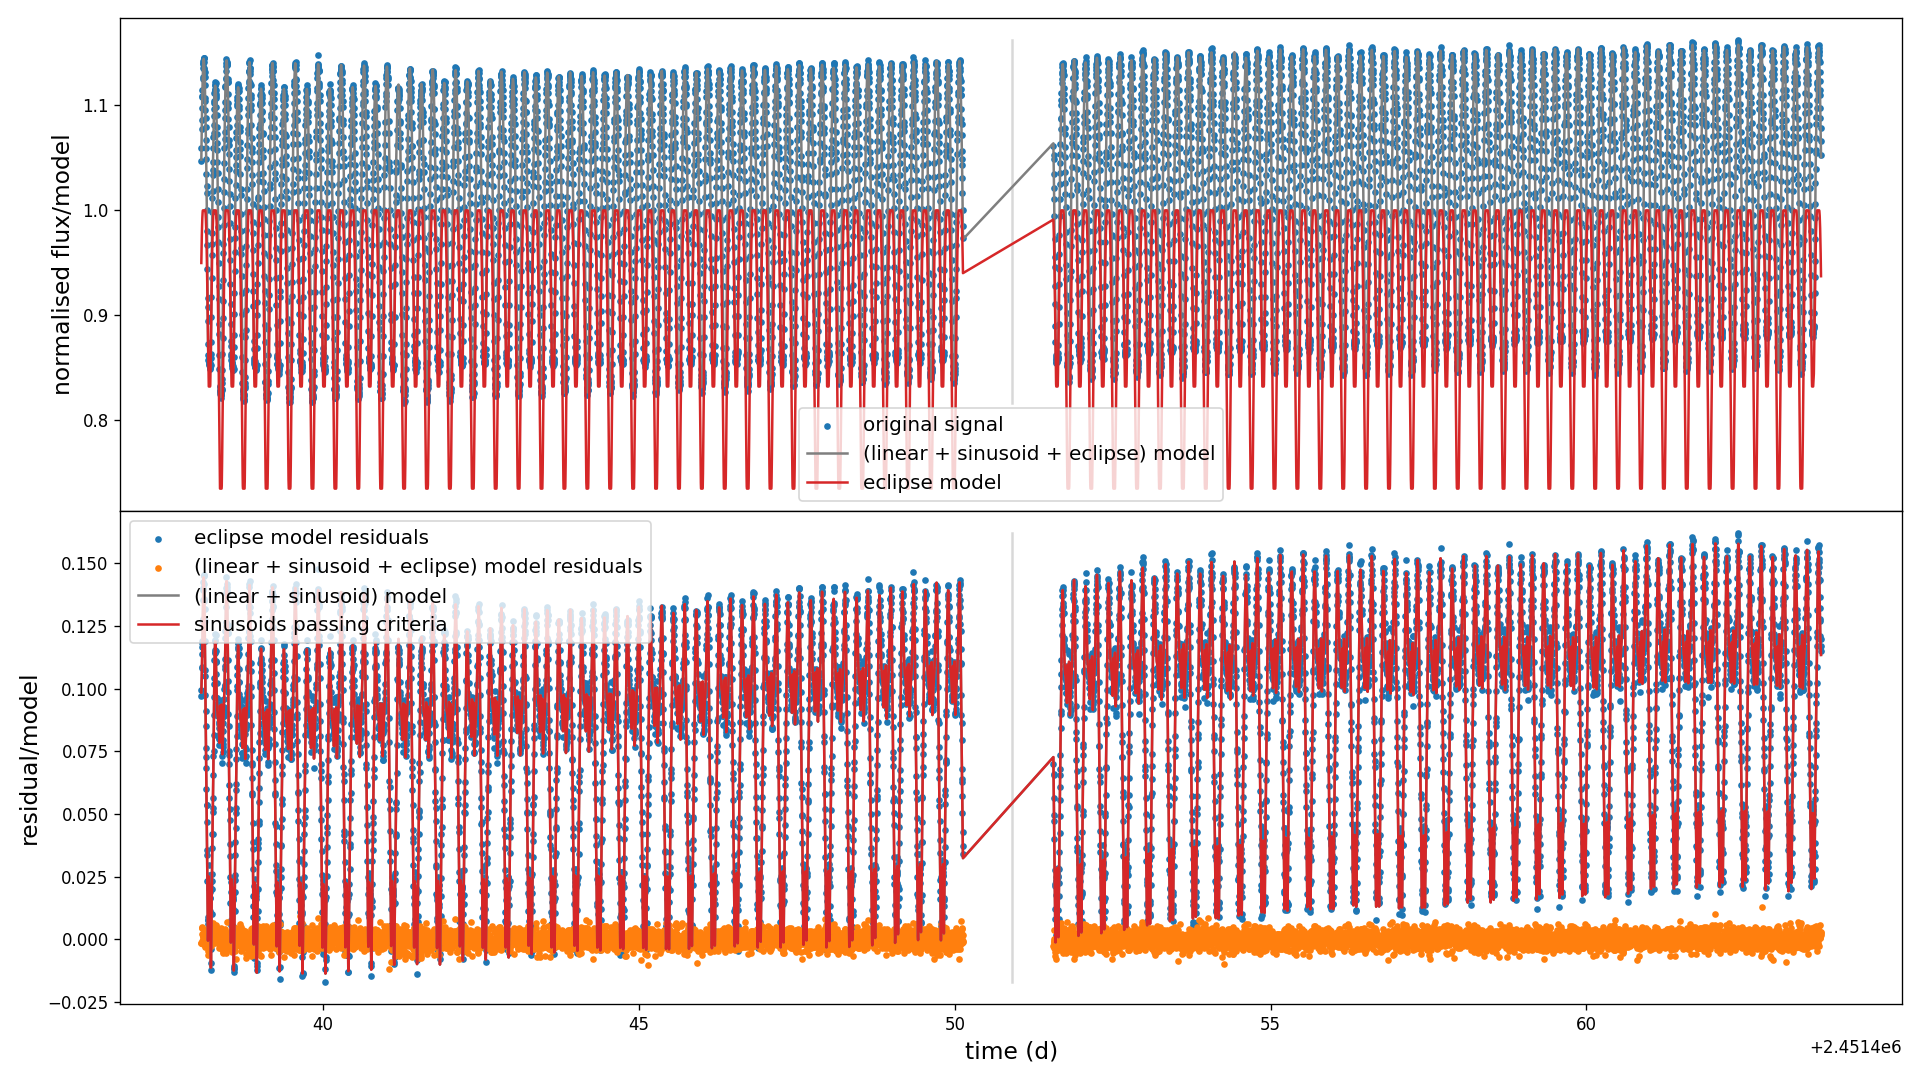 normalised flux/model
1.1
1.0
0.9
0.8
original signal
(linear + sinusoid + eclipse) model
eclipse model
residual/model
0.150
0.125
0.100
0.075
0.050
0.025
0.000
−0.025
eclipse model residuals
(linear + sinusoid + eclipse) model residuals
(linear + sinusoid) model
sinusoids passing criteria
40
45
50
55
60
time (d)
+2.4514e6